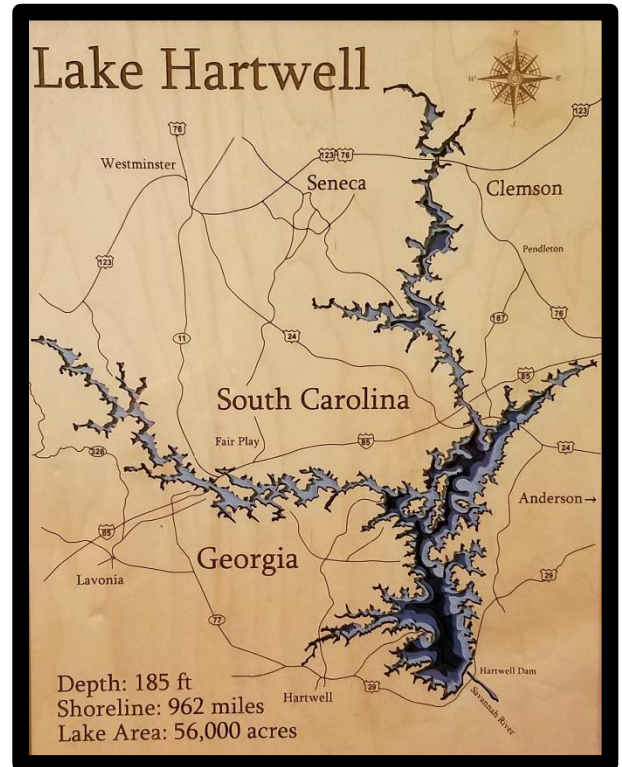 Lake Hartwell
N
W
E
S
123
76
123 76
Westminster
Seneca
Clemson
Pendleton
123
187
76
11
24
South Carolina
85
Fair Play
85
24
328
Anderson→
85
Georgia
Lavonia
29
77
Depth: 185 ft
Shoreline: 962 miles
Lake Area: 56,000 acres
Hartwell
29
Hartwell Dam
Savannah River